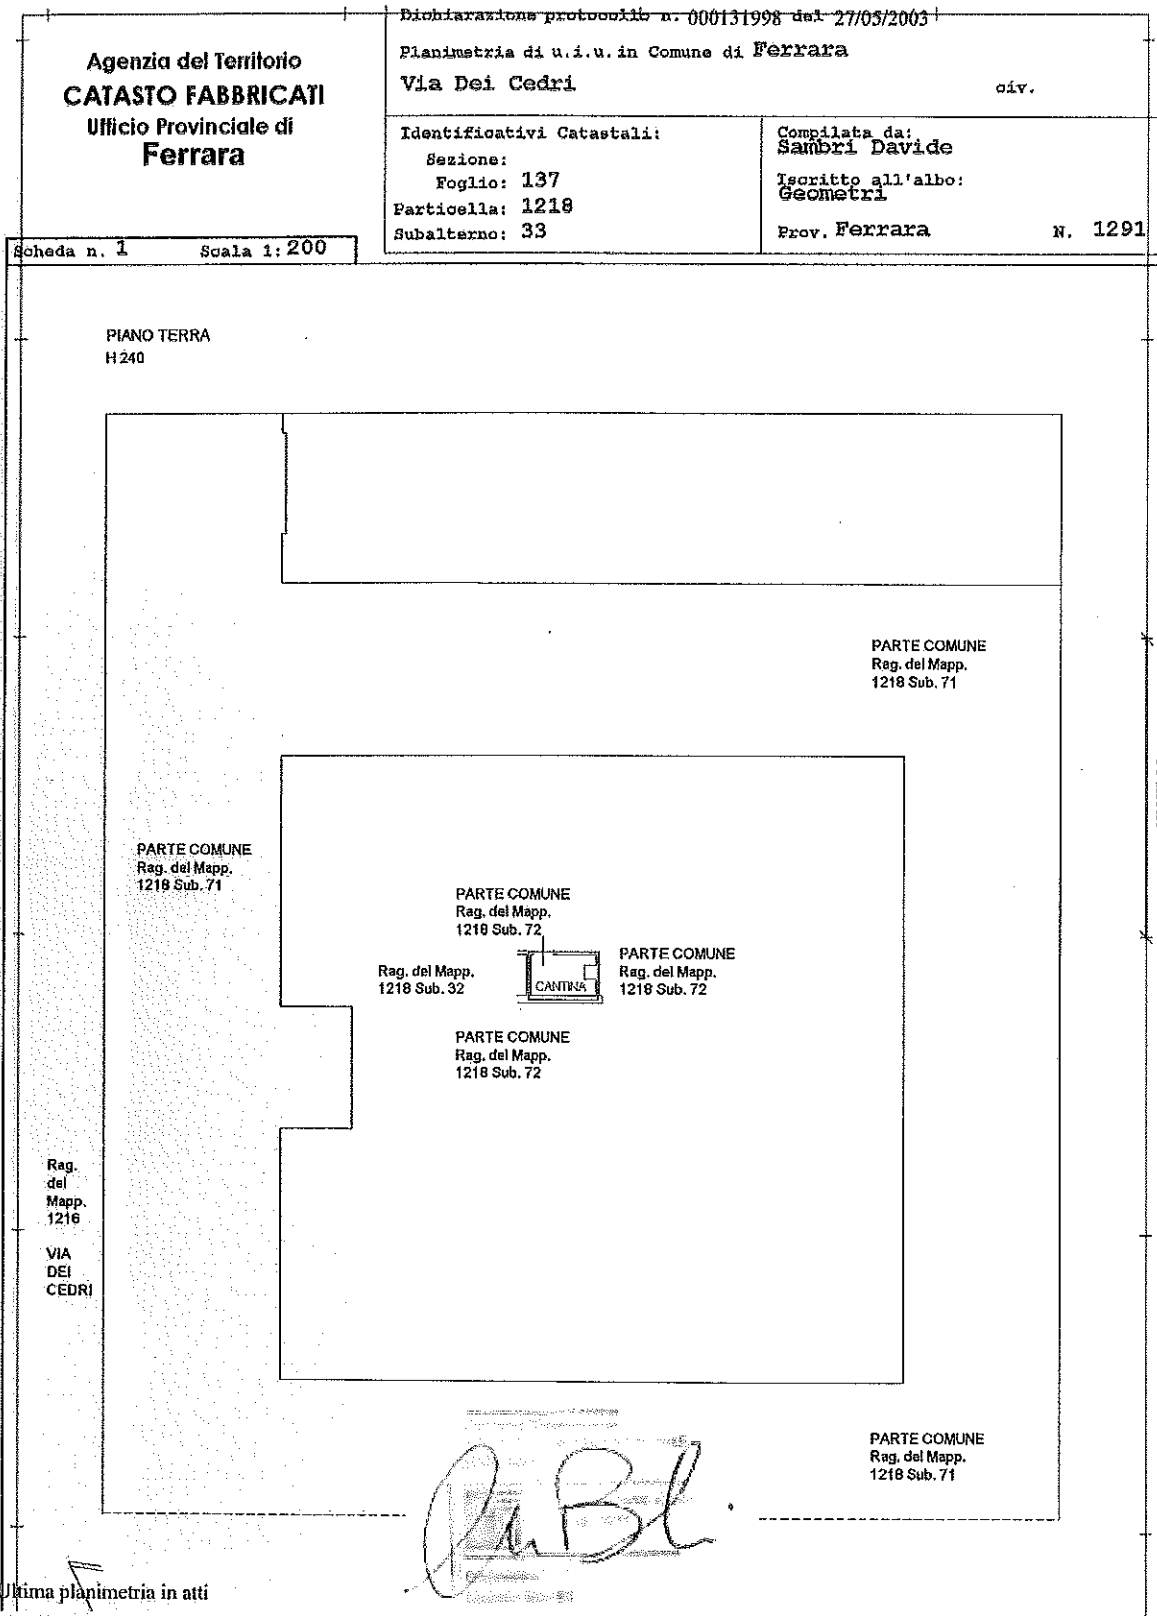 Dichiarazione protocollo n. 000131998 del 27/05/2003
Agenzia del Territorio
CATASTO FABBRICATI
Ufficio Provinciale di
Ferrara
Planimetria di u.i.u. in Comune di Ferrara
Via Dei Cedri civ.
Identificativi Catastali:
Sezione:
Foglio: 137
Particella: 1218
Subalterno: 33
Compilata da:
Sambri Davide
Iscritto all'albo:
Geometri
Prov. Ferrara N. 1291
Scheda n. 1 Scala 1:200
PIANO TERRA
H 240
PARTE COMUNE
Rag. del Mapp.
1218 Sub. 71
PARTE COMUNE
Rag. del Mapp.
1218 Sub. 71
PARTE COMUNE
Rag. del Mapp.
1218 Sub. 72
Rag. del Mapp.
1218 Sub. 32
CANTINA
PARTE COMUNE
Rag. del Mapp.
1218 Sub. 72
PARTE COMUNE
Rag. del Mapp.
1218 Sub. 72
Rag.
del
Mapp.
1216
VIA
DEI
CEDRI
PARTE COMUNE
Rag. del Mapp.
1218 Sub. 71
Ultima planimetria in atti